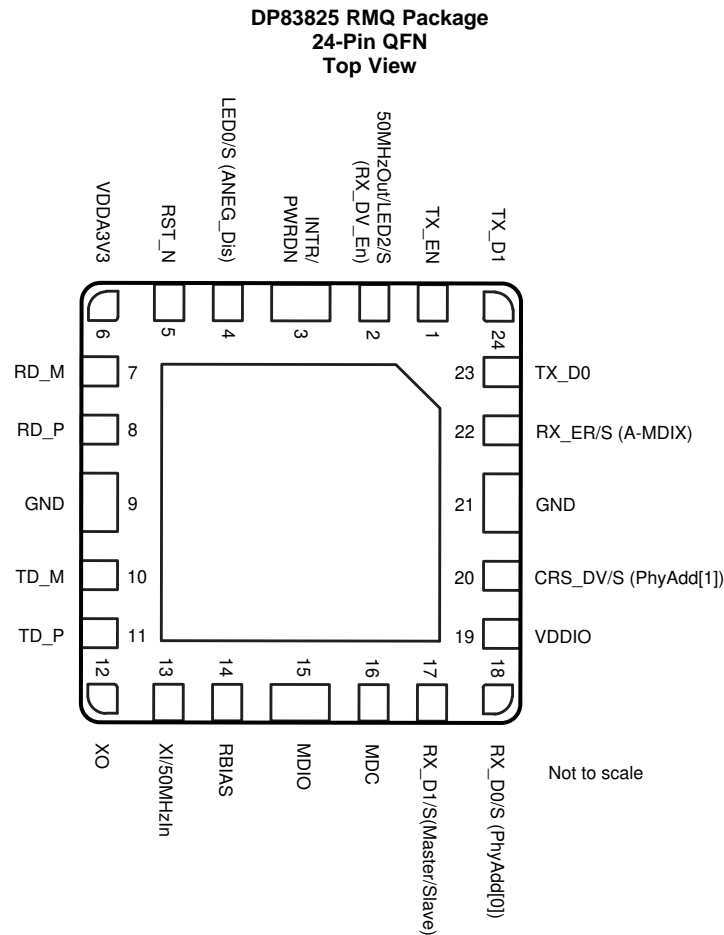 DP83825 RMQ Package
24-Pin QFN
Top View
VDDA3V3
RST_N
LED0/S (ANEG_Dis)
INTR/
PWRDN
50MHzOut/LED2/S
(RX_DV_En)
TX_EN
TX_D1
6
5
4
3
2
1
24
RD_M
7
23
TX_D0
RD_P
8
22
RX_ER/S (A-MDIX)
GND
9
21
GND
TD_M
10
20
CRS_DV/S (PhyAdd[1])
TD_P
11
19
VDDIO
12
13
14
15
16
17
18
XO
XI/50MHzIn
RBIAS
MDIO
MDC
RX_D1/S(Master/Slave)
RX_D0/S (PhyAdd[0])
Not to scale